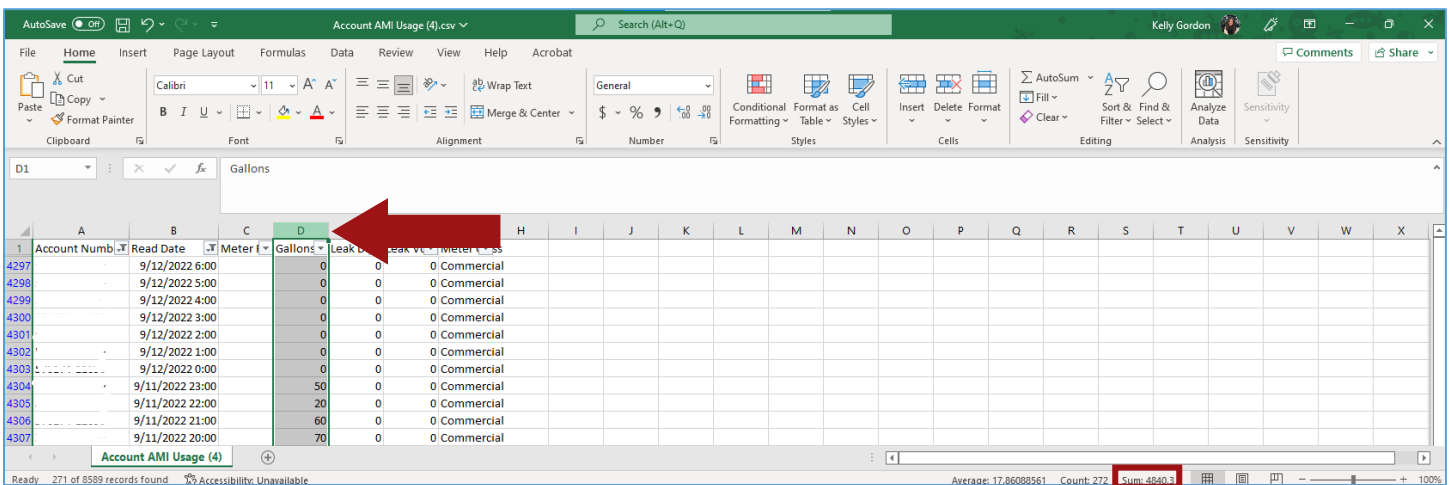 AutoSave Off Account AMI Usage (4).csv Search (Alt+Q) Kelly Gordon
File Home Insert Page Layout Formulas Data Review View Help Acrobat Comments Share
Cut
Copy
Paste
Format Painter
Clipboard
Calibri 11
B I U
Font
Wrap Text
Merge & Center
Alignment
General
$ %
Number
Conditional Formatting
Format as Table
Cell Styles
Styles
Insert Delete Format
Cells
AutoSum
Fill
Clear
Sort & Filter
Find & Select
Editing
Analyze Data
Analysis
Sensitivity
Sensitivity
D1 fx Gallons
A B C D H I J K L M N O P Q R S T U V W X
1 Account Numb Read Date Meter Gallons Leak Leak Meter
4297 9/12/2022 6:00 0 0 0 Commercial
4298 9/12/2022 5:00 0 0 0 Commercial
4299 9/12/2022 4:00 0 0 0 Commercial
4300 9/12/2022 3:00 0 0 0 Commercial
4301 9/12/2022 2:00 0 0 0 Commercial
4302 9/12/2022 1:00 0 0 0 Commercial
4303 9/12/2022 0:00 0 0 0 Commercial
4304 9/11/2022 23:00 50 0 0 Commercial
4305 9/11/2022 22:00 20 0 0 Commercial
4306 9/11/2022 21:00 60 0 0 Commercial
4307 9/11/2022 20:00 70 0 0 Commercial
Account AMI Usage (4)
Ready 271 of 8589 records found Accessibility: Unavailable Average: 17.86088561 Count: 272 Sum: 4840.3 100%